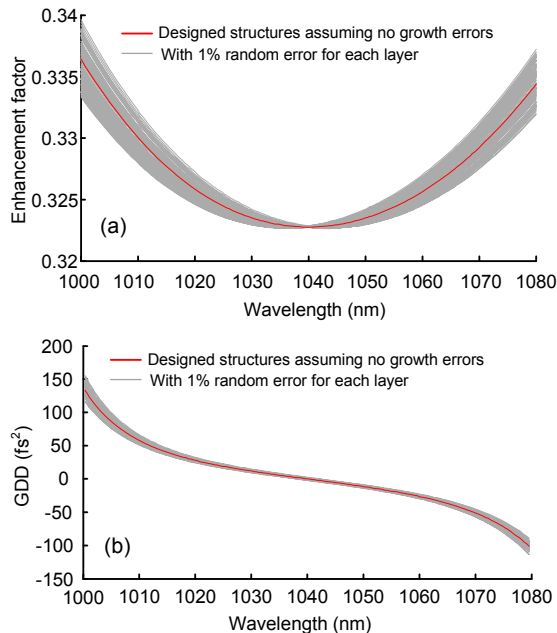 0.34
Designed structures assuming no growth errors
With 1% random error for each layer
0.335
0.33
0.325
0.32
Enhancement factor
(a)
1000 1010 1020 1030 1040 1050 1060 1070 1080
Wavelength (nm)
200
Designed structures assuming no growth errors
150
With 1% random error for each layer
100
50
0
-50
-100
-150
GDD (fs²)
(b)
1000 1010 1020 1030 1040 1050 1060 1070 1080
Wavelength (nm)